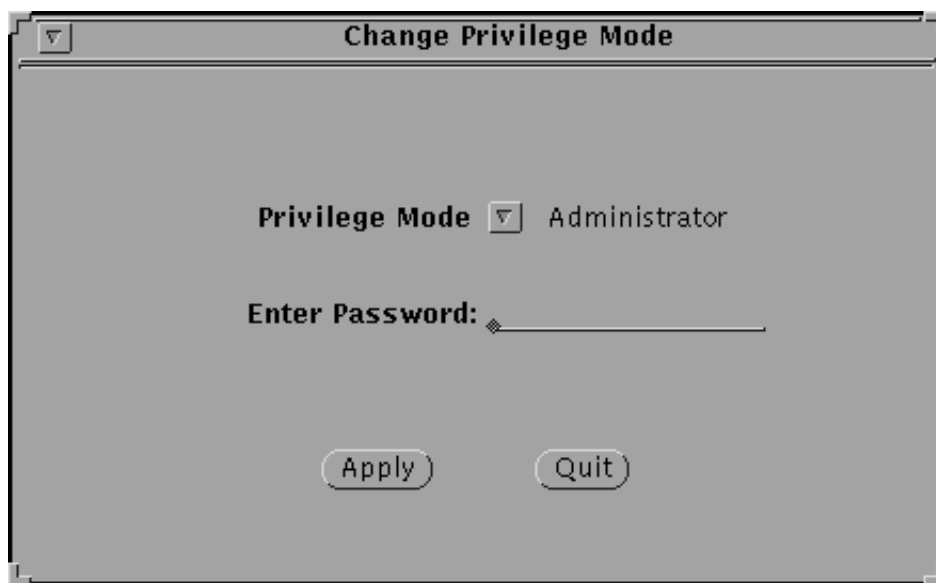 Change Privilege Mode
Privilege Mode Administrator
Enter Password:
Apply Quit